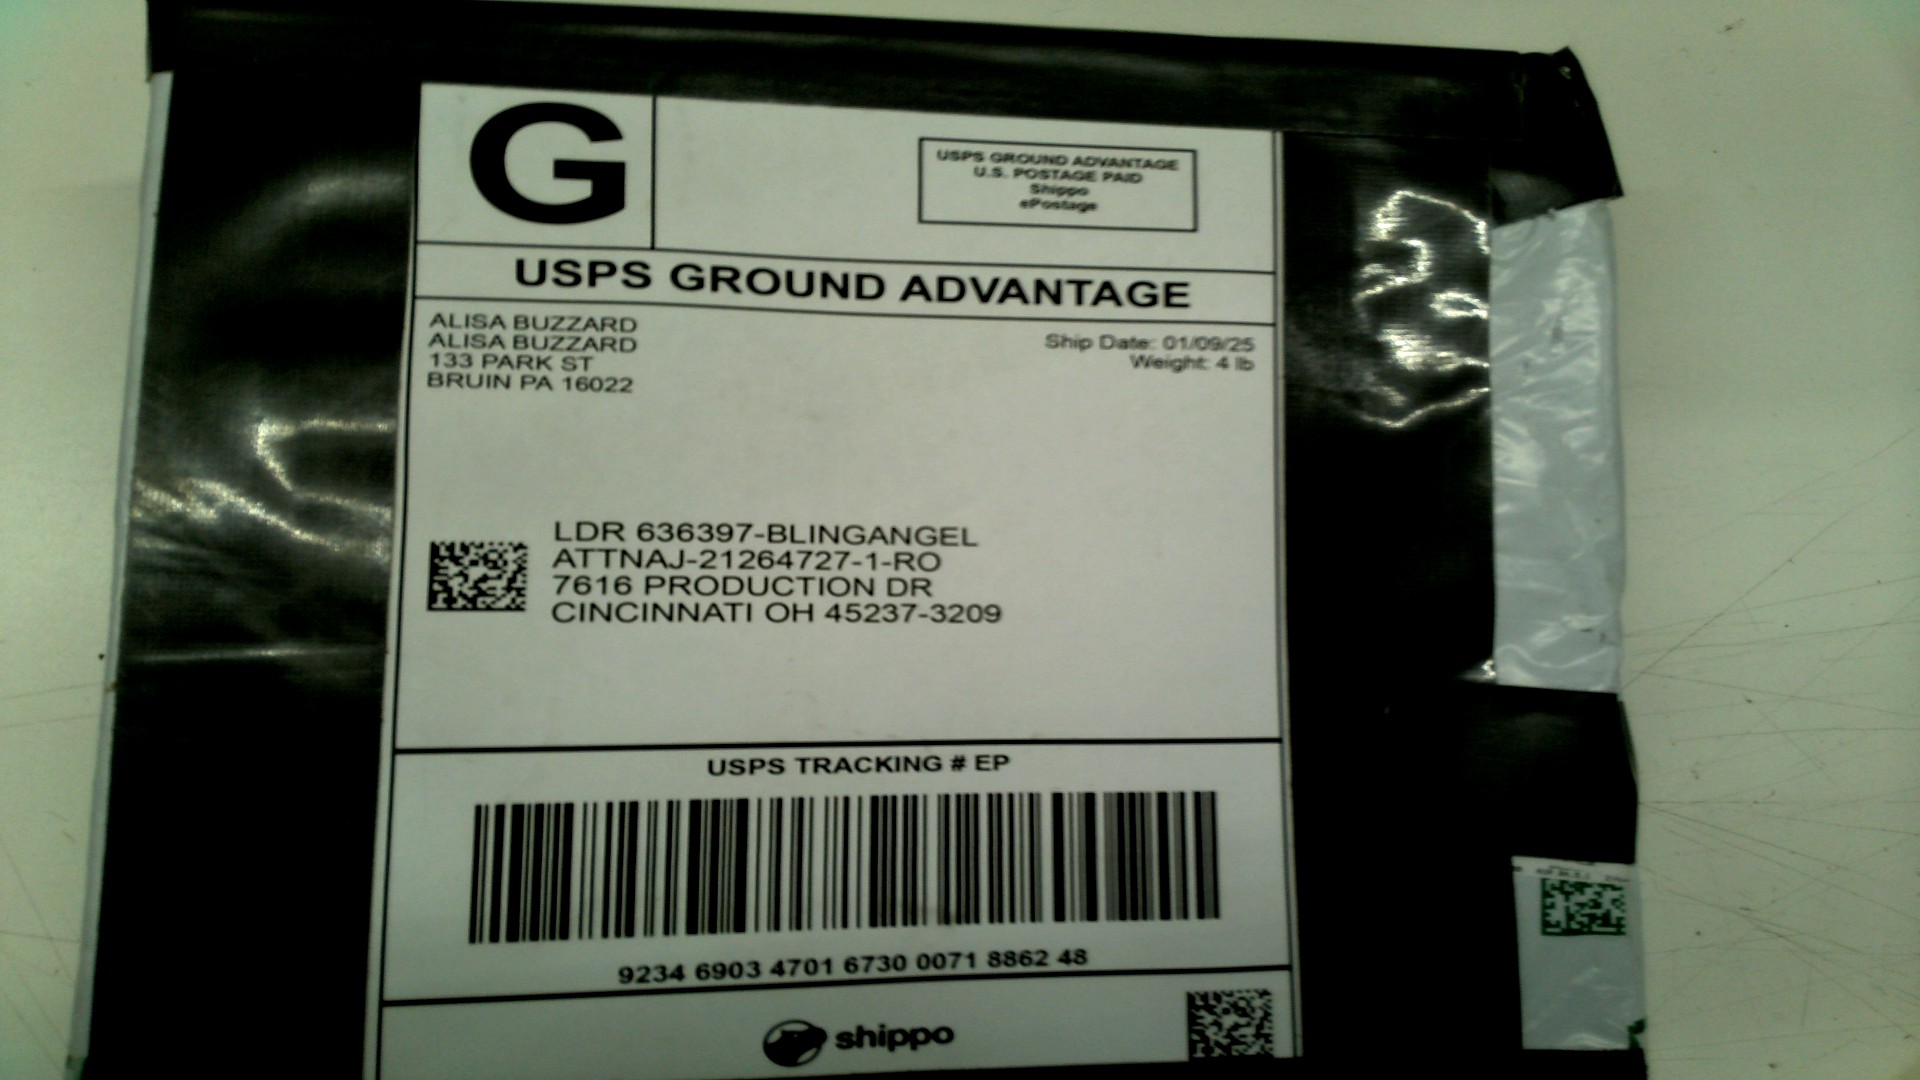 G
USPS GROUND ADVANTAGE
U.S. POSTAGE PAID
Shippo
ePostage
USPS GROUND ADVANTAGE
ALISA BUZZARD
ALISA BUZZARD
133 PARK ST
BRUIN PA 16022
Ship Date: 01/09/25
Weight: 4 lb
LDR 636397-BLINGANGEL
ATTNAJ-21264727-1-RO
7616 PRODUCTION DR
CINCINNATI OH 45237-3209
USPS TRACKING # EP
9234 6903 4701 6730 0071 8862 48
shippo